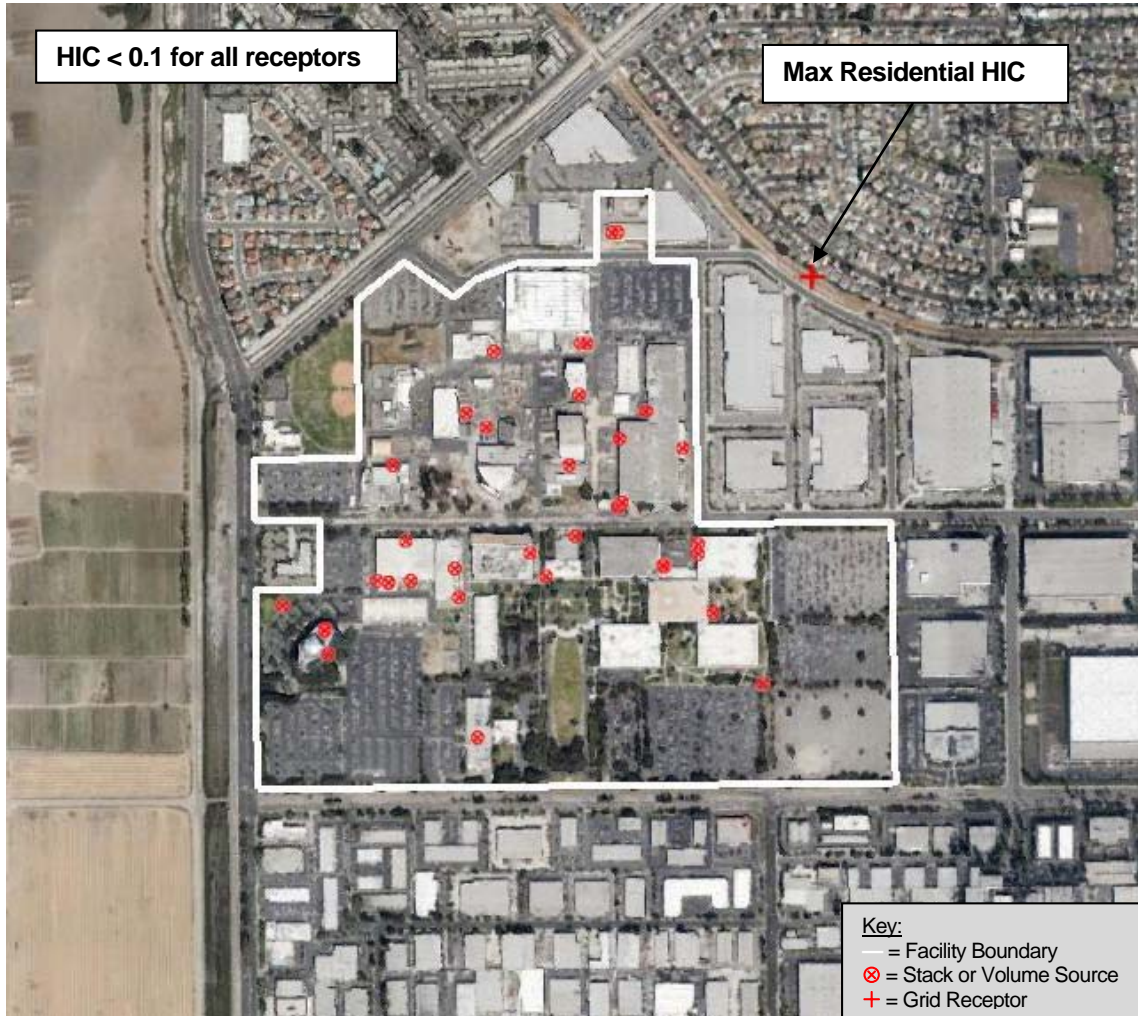 HIC < 0.1 for all receptors
Max Residential HIC
Key:
= Facility Boundary
= Stack or Volume Source
= Grid Receptor